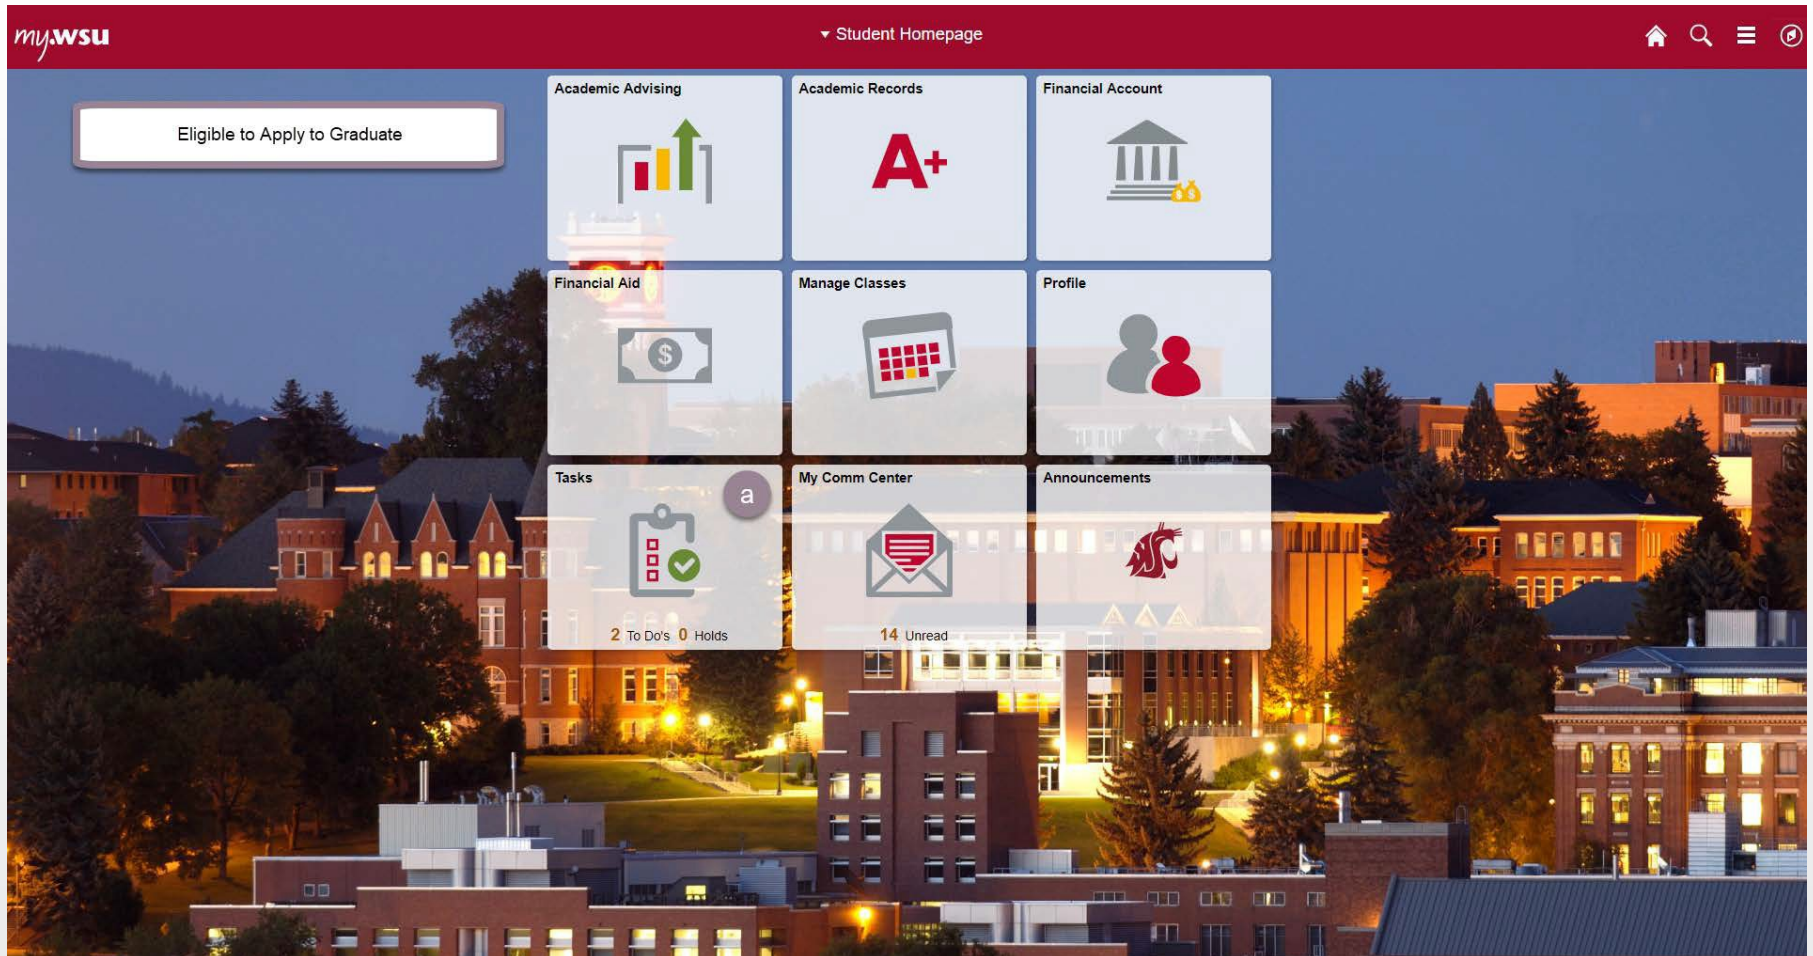 my.wsu
Student Homepage
Eligible to Apply to Graduate
Academic Advising
Academic Records
A+
Financial Account
$ $
Financial Aid
$
Manage Classes
Profile
Tasks
a
2 To Do's 0 Holds
My Comm Center
14 Unread
Announcements
WSU